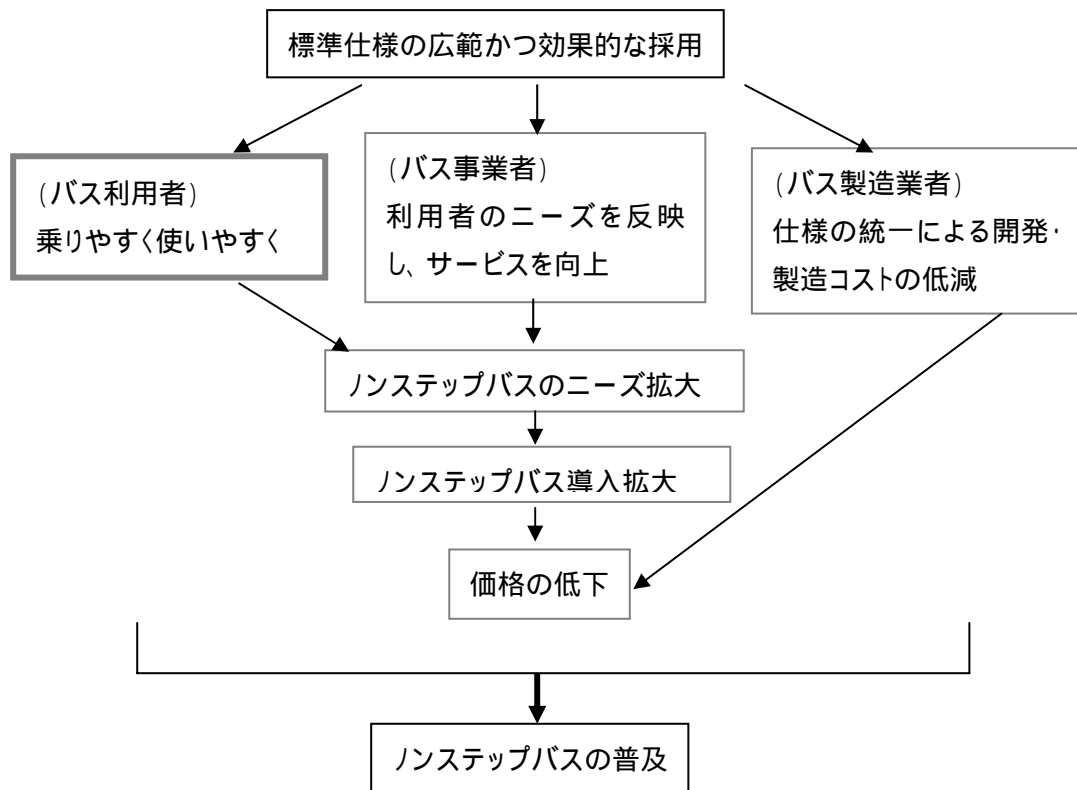 標準仕様の広範かつ効果的な採用
(バス利用者)
乗りやすく使いやすく
(バス事業者)
利用者のニーズを反映
し、サービスを向上
(バス製造業者)
仕様の統一による開発・
製造コストの低減
ノンステップバスのニーズ拡大
ノンステップバス導入拡大
価格の低下
ノンステップバスの普及